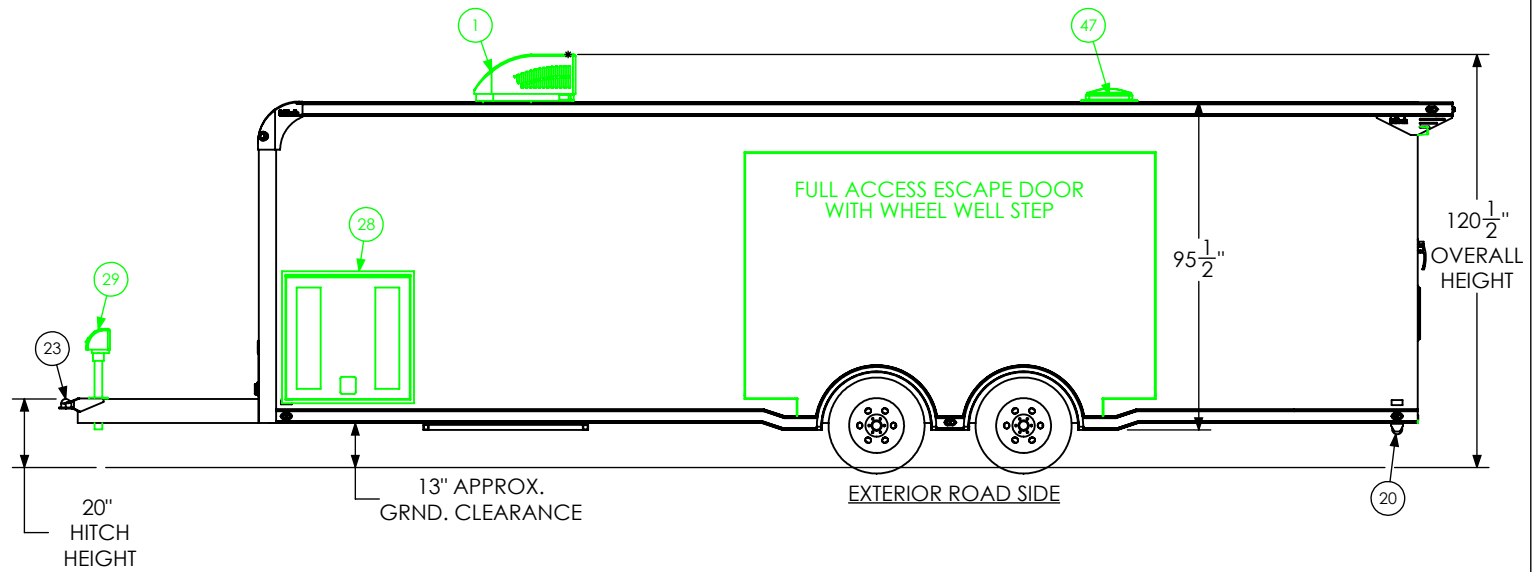 1
47
FULL ACCESS ESCAPE DOOR
WITH WHEEL WELL STEP
28
29
23
95 1/2"
120 1/2"
OVERALL
HEIGHT
13" APPROX.
GRND. CLEARANCE
EXTERIOR ROAD SIDE
20
20"
HITCH
HEIGHT